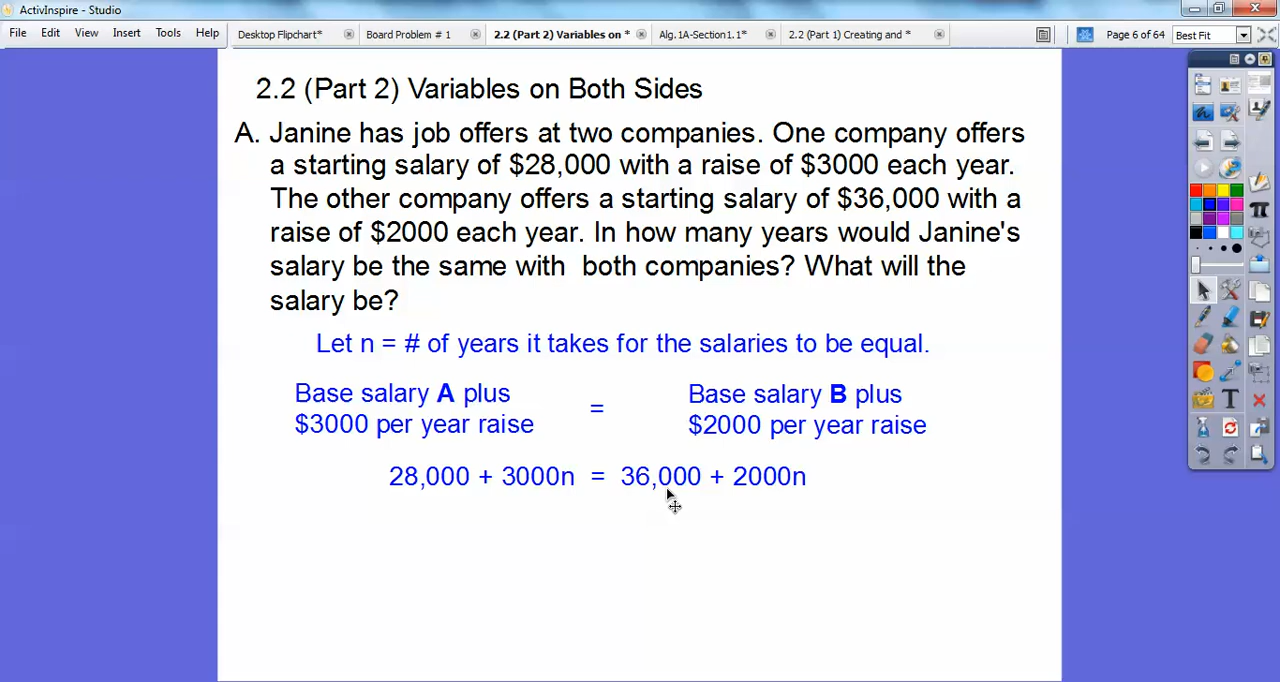 ActivInspire - Studio
File Edit View Insert Tools Help Desktop Flipchart* Board Problem # 1 2.2 (Part 2) Variables on * Alg.1A-Section1.1* 2.2 (Part 1) Creating and * Page 6 of 64 Best Fit
2.2 (Part 2) Variables on Both Sides
A. Janine has job offers at two companies. One company offers
a starting salary of $28,000 with a raise of $3000 each year.
The other company offers a starting salary of $36,000 with a
raise of $2000 each year. In how many years would Janine's
salary be the same with both companies? What will the
salary be?
Let n = # of years it takes for the salaries to be equal.
Base salary A plus
$3000 per year raise
=
Base salary B plus
$2000 per year raise
28,000 + 3000n = 36,000 + 2000n